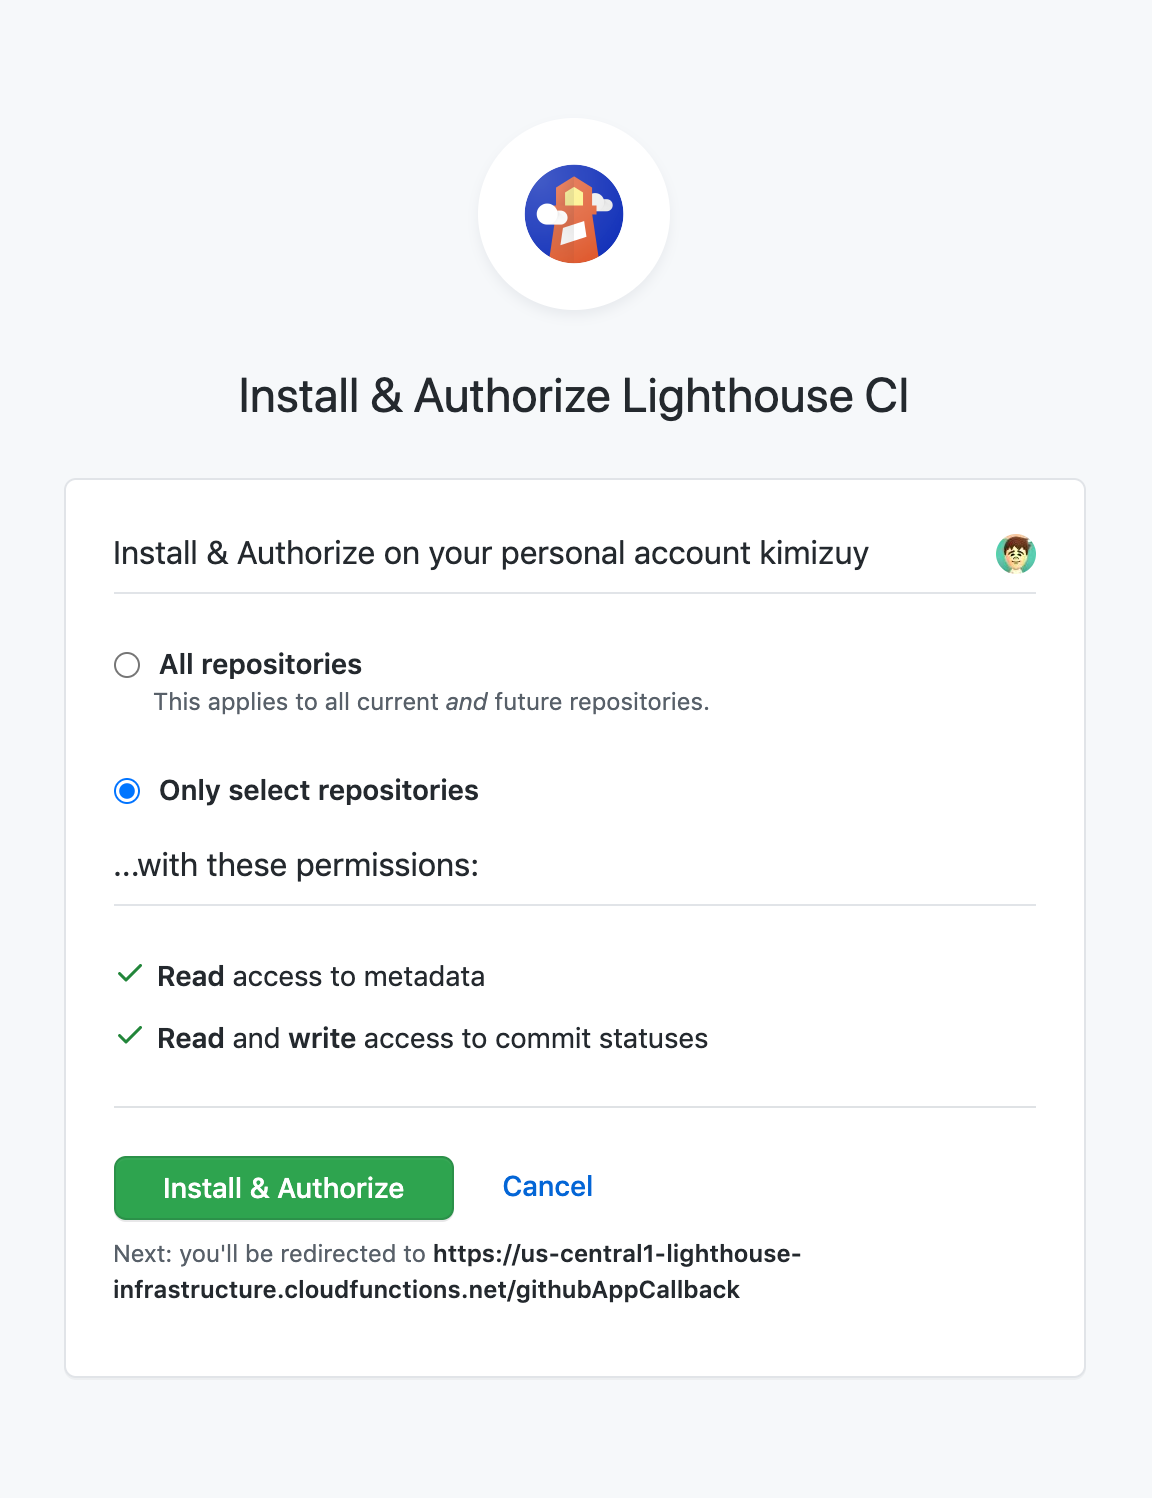 Install & Authorize Lighthouse CI
Install & Authorize on your personal account kimizuy
All repositories
This applies to all current and future repositories.
Only select repositories
...with these permissions:
Read access to metadata
Read and write access to commit statuses
Install & Authorize
Cancel
Next: you'll be redirected to https://us-central1-lighthouse-
infrastructure.cloudfunctions.net/githubAppCallback